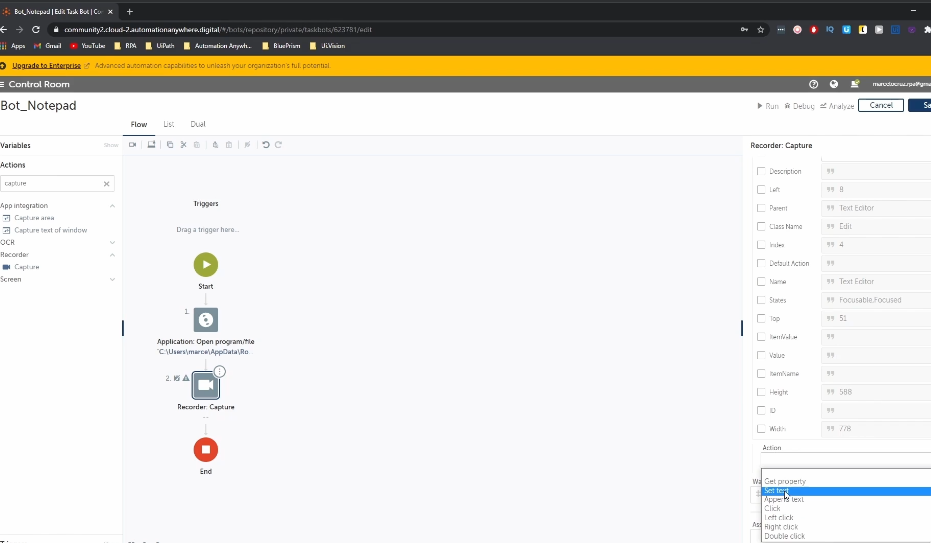 Bot_Notepad | Edit Task Bot | Co
community2.cloud-2.automationanywhere.digital/#/bots/repository/private/taskbots/623781/edit
Apps Gmail YouTube RPA UiPath Automation Anywh... BluePrism JiJVision
Upgrade to Enterprise Advanced automation capabilities to unleash your organization's full potential.
Control Room
marcelocruz.rpa@gma
Bot_Notepad
Run Debug Analyze Cancel Sa
Flow List Dual
Variables Show
Recorder: Capture
Actions
capture
App integration
Capture area
Capture text of window
OCR
Recorder
Capture
Screen
Triggers
Drag a trigger here...
Start
1.
Application: Open program/file
'C:\Users\marce\AppData\Ro
2.
Recorder: Capture
...
End
Description
Left 8
Parent Text Editor
Class Name Edit
Index 4
Default Action
Name Text Editor
States Focusable,Focused
Top 51
ItemValue
Value
ItemName
Height 588
ID
Width 778
Action
Wa
Get property
Set text
Append text
Click
Left click
Right click
Double click